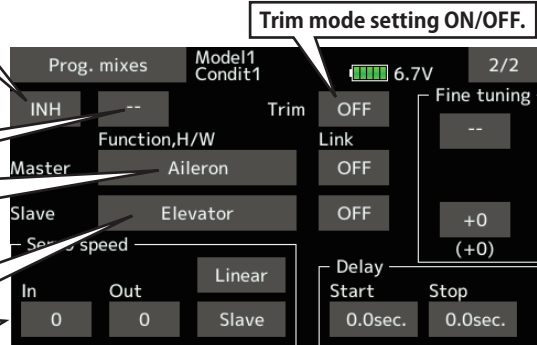 Trim mode setting ON/OFF.
Prog. mixes
Model1
Condit1
6.7V
2/2
INH
--
Trim
OFF
Fine tuning
--
Function,H/W
Link
Master
Aileron
OFF
Slave
Elevator
OFF
+0
(+0)
Servo speed
Linear
In
Out
0
0
Slave
Delay
Start
Stop
0.0sec.
0.0sec.